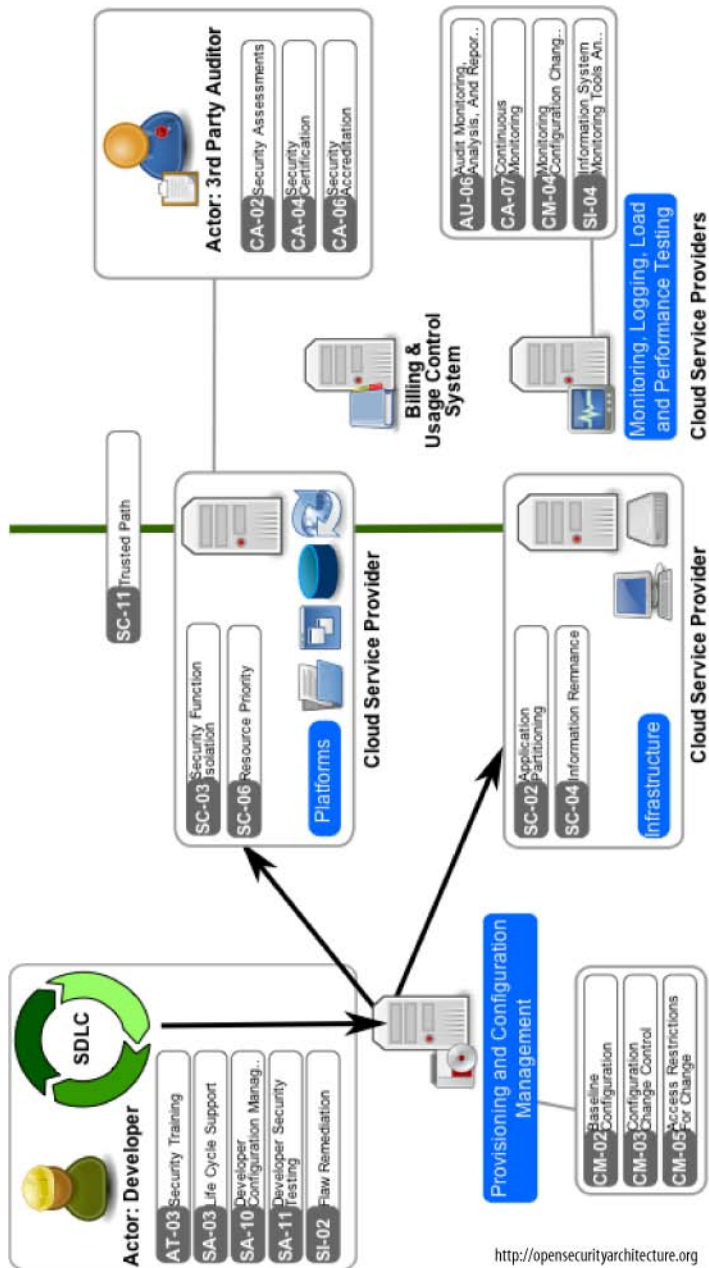 SDLC
Actor: Developer
AT-03 Security Training
SA-03 Life Cycle Support
SA-10 Developer
Configuration Manag..
SA-11 Developer Security
Testing
SI-02 Flaw Remediation
Provisioning and Configuration
Management
CM-02 Baseline
Configuration
CM-03 Configuration
Change Control
CM-05 Access Restrictions
For Change
SC-11 Trusted Path
SC-03 Security Function
Isolation
SC-06 Resource Priority
Platforms
Cloud Service Provider
SC-02 Application
Partitioning
SC-04 Information Remnance
Infrastructure
Cloud Service Provider
Actor: 3rd Party Auditor
CA-02 Security Assessments
CA-04 Security
Certification
CA-06 Security
Accreditation
Billing &
Usage Control
System
AU-06 Audit Monitoring,
Analysis, And Repor..
CA-07 Continuous
Monitoring
CM-04 Monitoring
Configuration Chang..
SI-04 Information System
Monitoring Tools An..
Monitoring, Logging, Load
and Performance Testing
Cloud Service Providers
http://opensecurityarchitecture.org